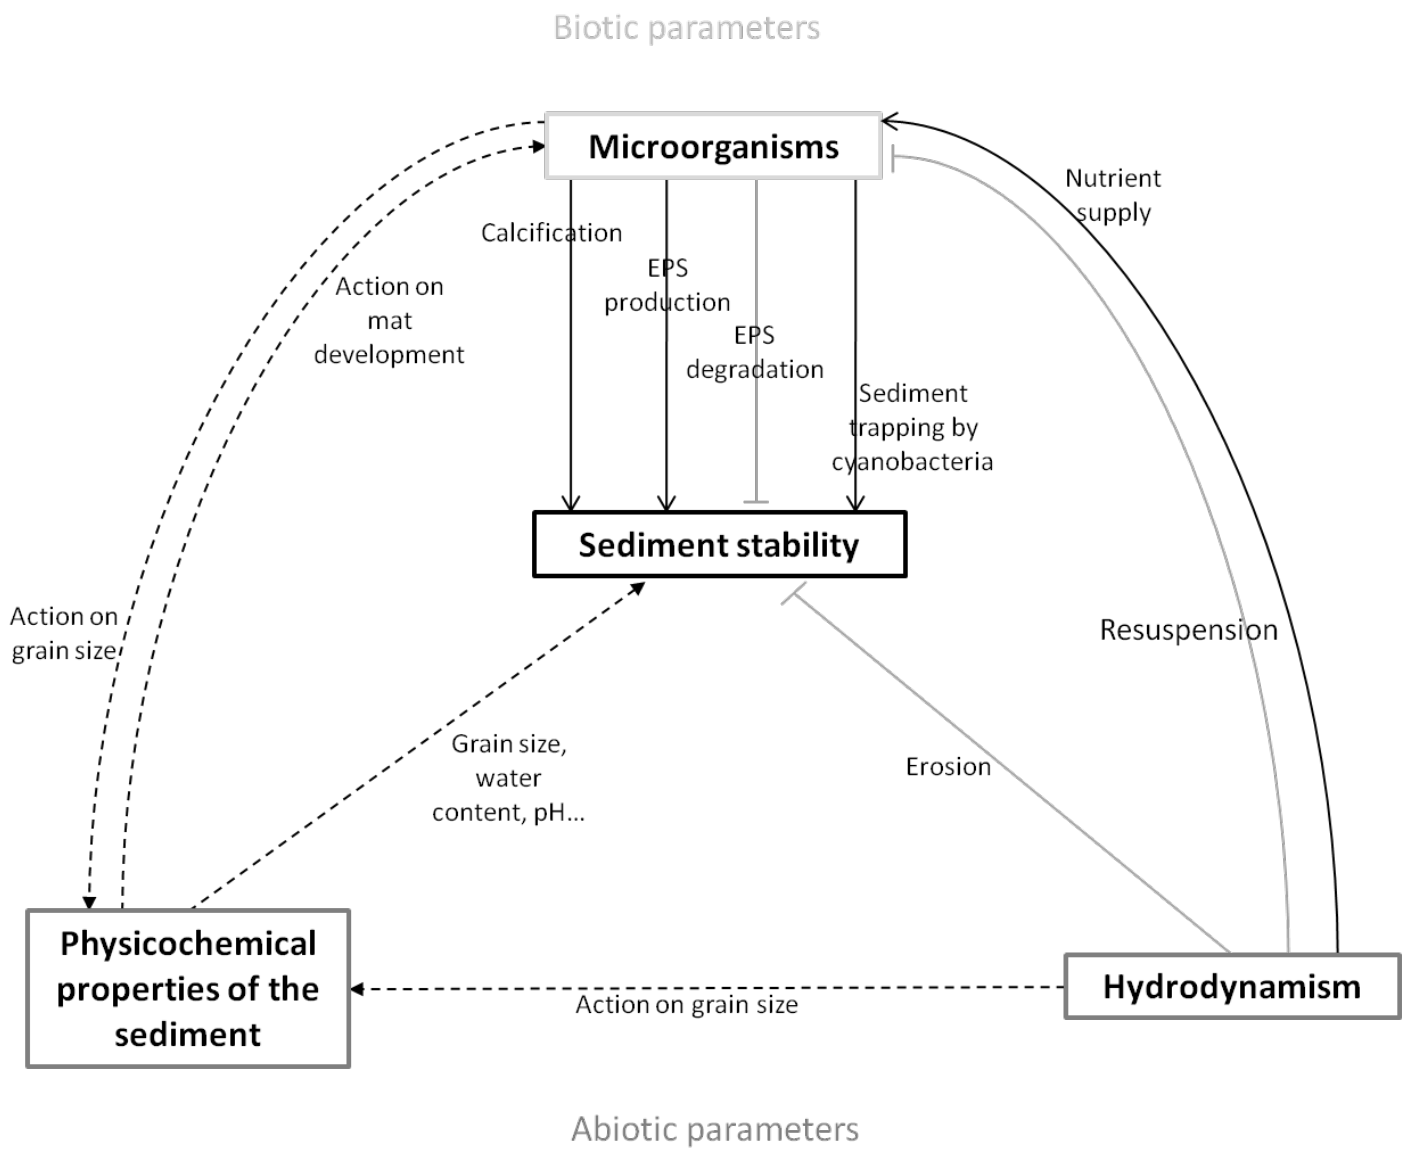 Biotic parameters
Microorganisms
Nutrient
supply
Calcification
EPS
production
Action on
mat
development
EPS
degradation
Sediment
trapping by
cyanobacteria
Sediment stability
Action on
grain size
Resuspension
Grain size,
water
content, pH...
Erosion
Physicochemical
properties of the
sediment
Hydrodynamism
Action on grain size
Abiotic parameters